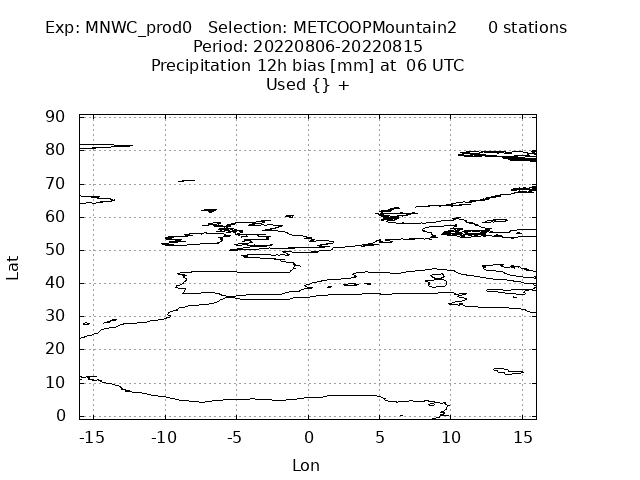 Exp: MNWC_prod0   Selection: METCOOPMountain2      0 stations
Period: 20220806-20220815
Precipitation 12h bias [mm] at  06 UTC
Used {} +
90
80
70
60
50
40
30
20
10
0
Lat
-15 -10 -5 0 5 10 15
Lon